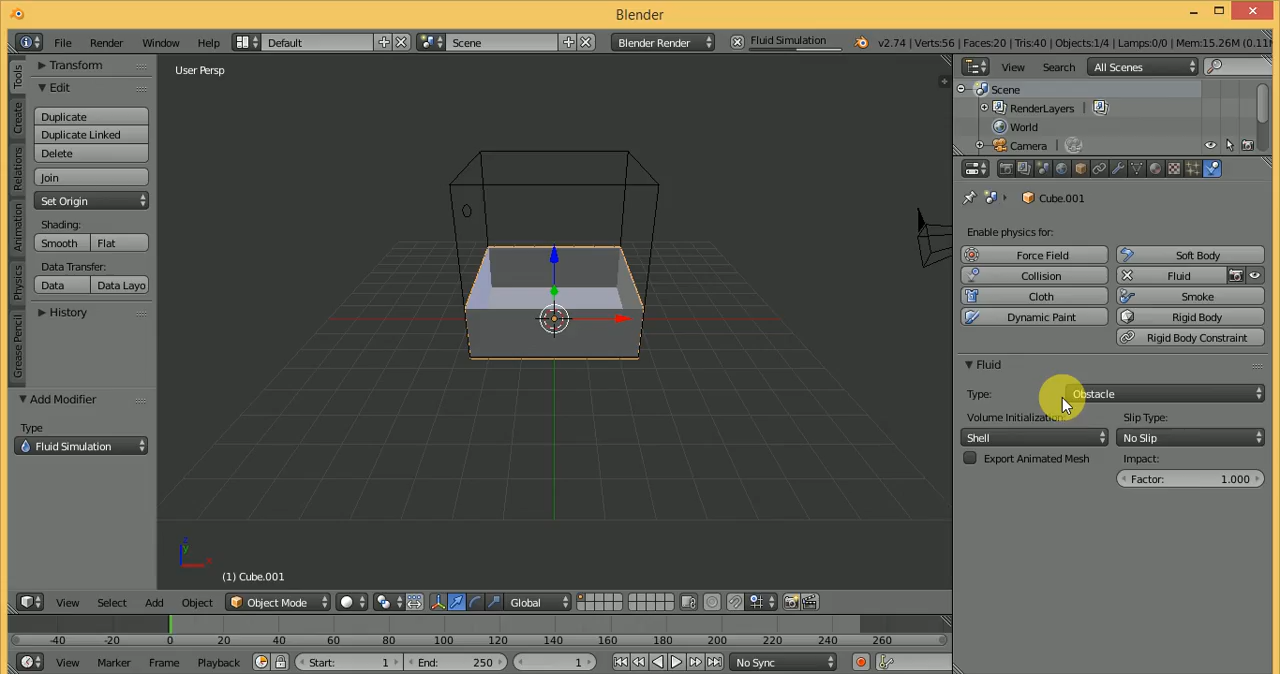 Blender
File Render Window Help Default Scene Blender Render Fluid Simulation v2.74 | Verts:56 | Faces:20 | Tris:40 | Objects:1/4 | Lamps:0/0 | Mem:15.26M (0.11
Tools
Create
Relations
Animation
Physics
Grease Pencil
Transform
Edit
Duplicate
Duplicate Linked
Delete
Join
Set Origin
Shading:
Smooth Flat
Data Transfer:
Data Data Layo
History
Add Modifier
Type
Fluid Simulation
User Persp
z
y
x
(1) Cube.001
View Select Add Object Object Mode Global
-40 -20 0 20 40 60 80 100 120 140 160 180 200 220 240 260
View Marker Frame Playback Start: 1 End: 250 1 No Sync
View Search All Scenes
Scene
RenderLayers |
World
Camera |
Cube.001
Enable physics for:
Force Field Soft Body
Collision Fluid
Cloth Smoke
Dynamic Paint Rigid Body
Rigid Body Constraint
Fluid
Type: Obstacle
Volume Initialization: Slip Type:
Shell No Slip
Export Animated Mesh Impact:
Factor: 1.000